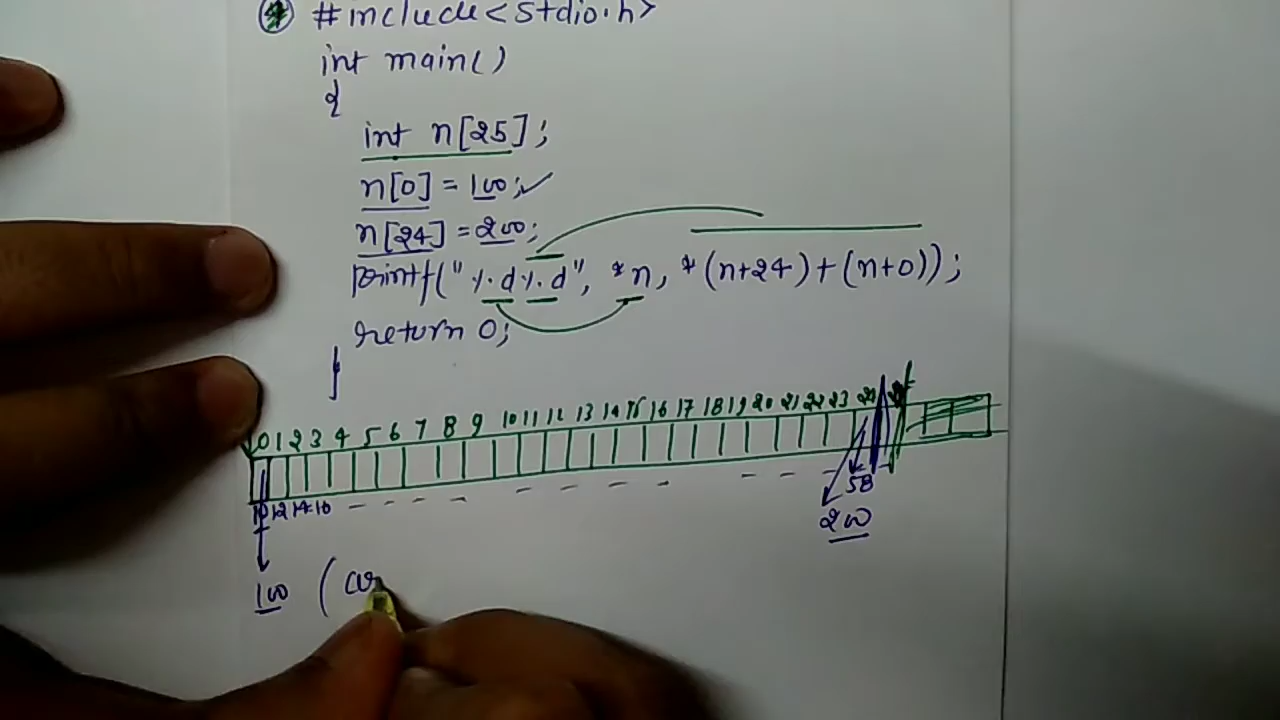 #include<stdio.h>
int main()
{
int n[25];
n[0] = 100; ✓
n[24] = 200;
printf("%d%d", *n, *(n+24)+(n+0));
return 0;
}
0 1 2 3 4 5 6 7 8 9 10 11 12 13 14 15 16 17 18 19 20 21 22 23 24
10 12 14 16 58
200
100 (